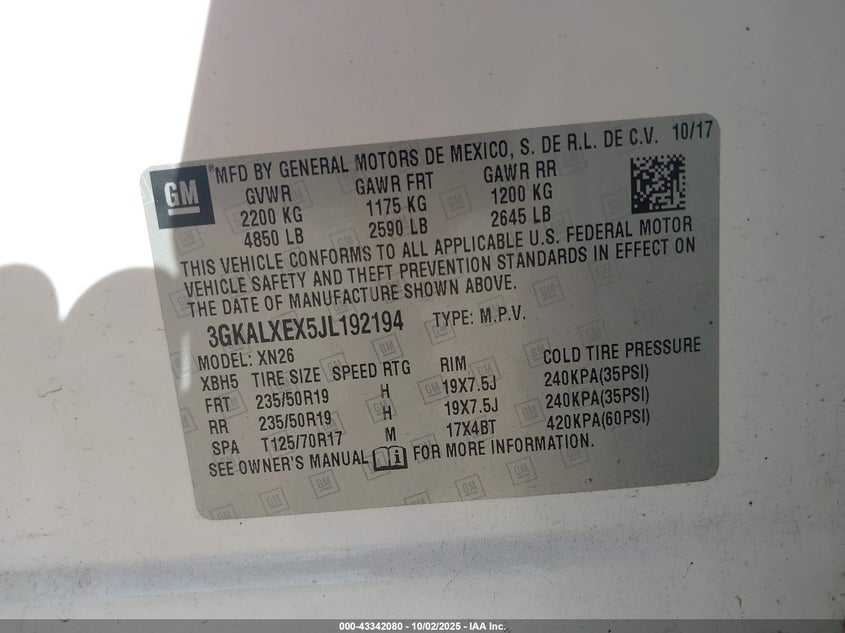 GM
®MFD BY GENERAL MOTORS DE MEXICO, S. DE R.L. DE C.V. 10/17
GVWR GAWR FRT GAWR RR
2200 KG 1175 KG 1200 KG
4850 LB 2590 LB 2645 LB
THIS VEHICLE CONFORMS TO ALL APPLICABLE U.S. FEDERAL MOTOR
VEHICLE SAFETY AND THEFT PREVENTION STANDARDS IN EFFECT ON
THE DATE OF MANUFACTURE SHOWN ABOVE.
3GKALXEX5JL192194 TYPE: M.P.V.
MODEL: XN26
XBH5 TIRE SIZE SPEED RTG RIM COLD TIRE PRESSURE
FRT 235/50R19 H 19X7.5J 240KPA(35PSI)
RR 235/50R19 H 19X7.5J 240KPA(35PSI)
SPA T125/70R17 M 17X4BT 420KPA(60PSI)
SEE OWNER'S MANUAL FOR MORE INFORMATION.
000-43342080 - 10/02/2025 - IAA Inc.